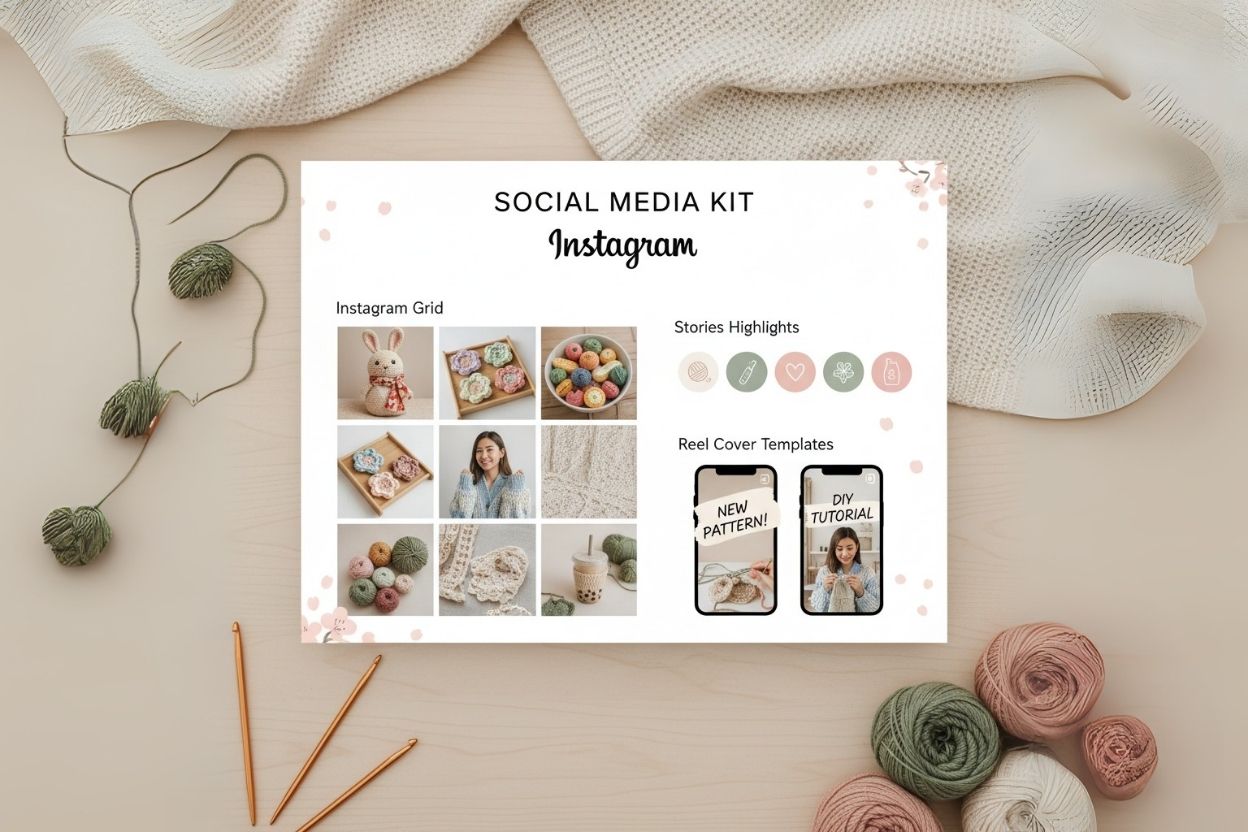 SOCIAL MEDIA KIT
Instagram
Instagram Grid
Stories Highlights
Reel Cover Templates
NEW
PATTERN!
DIY
TUTORIAL